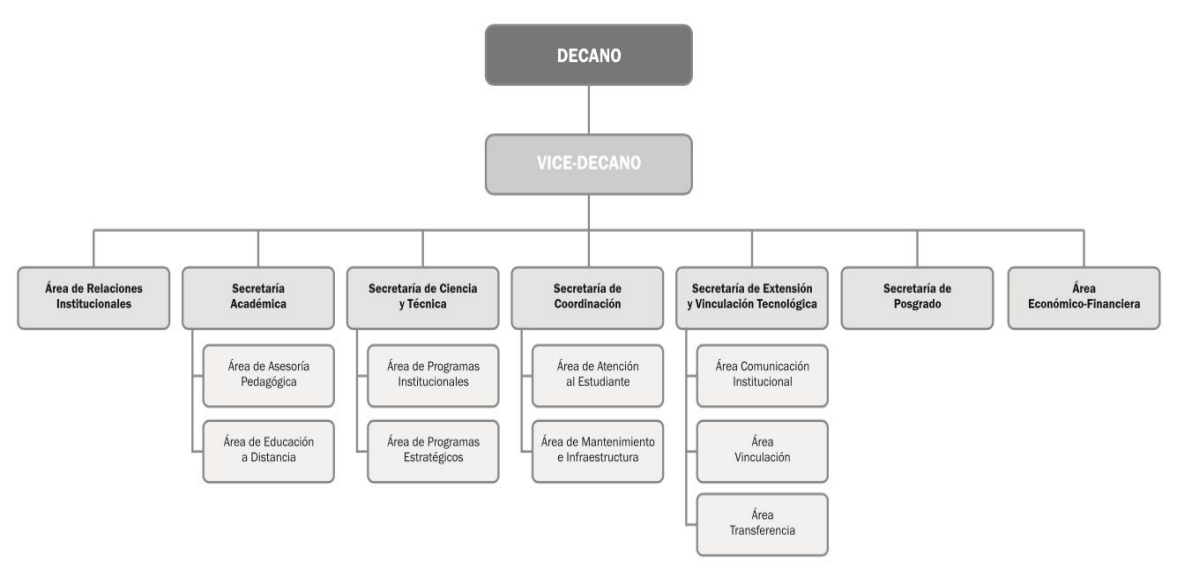 DECANO
VICE-DECANO
Área de Relaciones
Institucionales
Secretaría
Académica
Secretaría de Ciencia
y Técnica
Secretaría de
Coordinación
Secretaría de Extensión
y Vinculación Tecnológica
Secretaría de
Posgrado
Área
Económico-Financiera
Área de Asesoría
Pedagógica
Área de Programas
Institucionales
Área de Atención
al Estudiante
Área Comunicación
Institucional
Área de Educación
a Distancia
Área de Programas
Estratégicos
Área de Mantenimiento
e Infraestructura
Área
Vinculación
Área
Transferencia